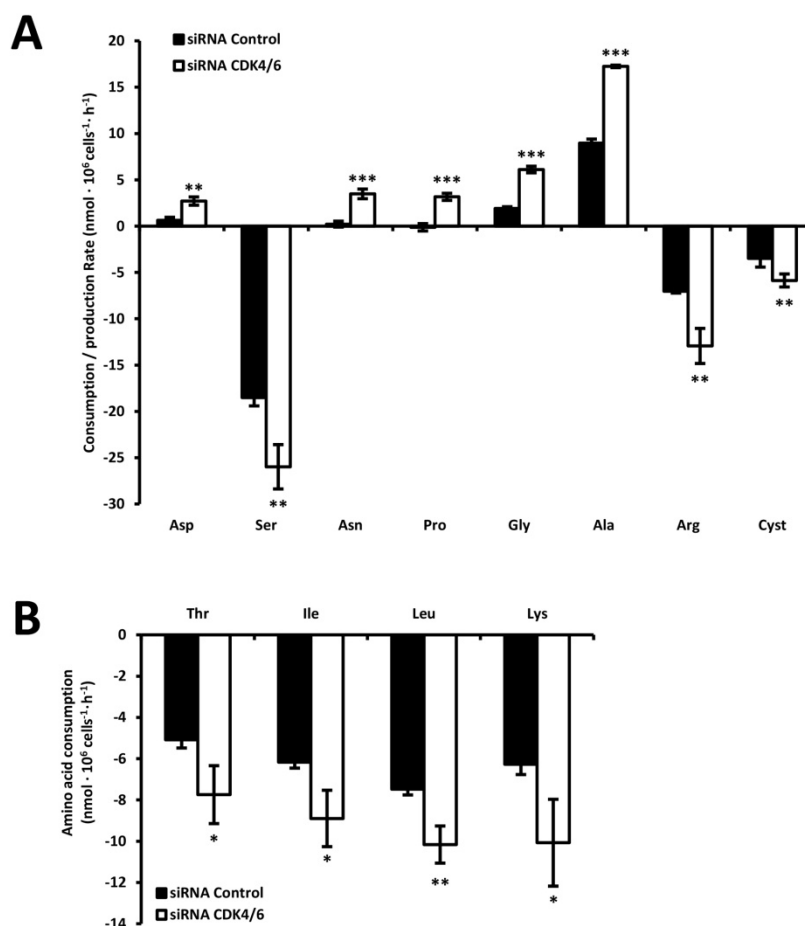 A
siRNA Control
siRNA CDK4/6
Consumption / production Rate (nmol · 10⁶ cells⁻¹· h⁻¹)
20
15
10
5
0
-5
-10
-15
-20
-25
-30
**
**
***
***
***
***
**
**
Asp Ser Asn Pro Gly Ala Arg Cyst
B
Thr Ile Leu Lys
Amino acid consumption
(nmol · 10⁶ cells⁻¹·h⁻¹)
0
-2
-4
-6
-8
-10
-12
-14
*
*
**
*
siRNA Control
siRNA CDK4/6